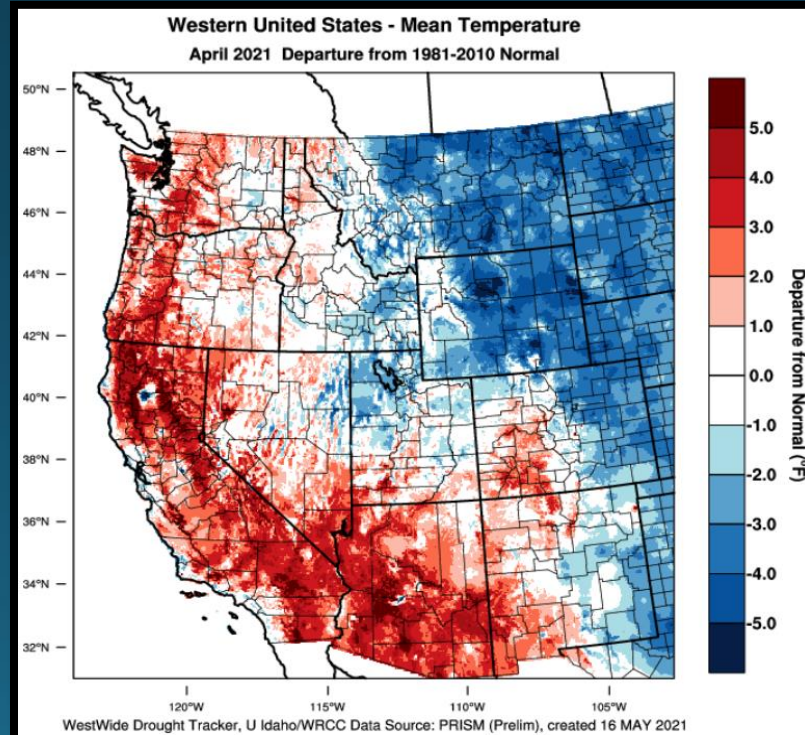 Western United States - Mean Temperature
April 2021 Departure from 1981-2010 Normal
50°N
48°N
46°N
44°N
42°N
40°N
38°N
36°N
34°N
32°N
120°W
115°W
110°W
105°W
5.0
4.0
3.0
2.0
1.0
0.0
-1.0
-2.0
-3.0
-4.0
-5.0
Departure from Normal (°F)
WestWide Drought Tracker, U Idaho/WRCC Data Source: PRISM (Prelim), created 16 MAY 2021